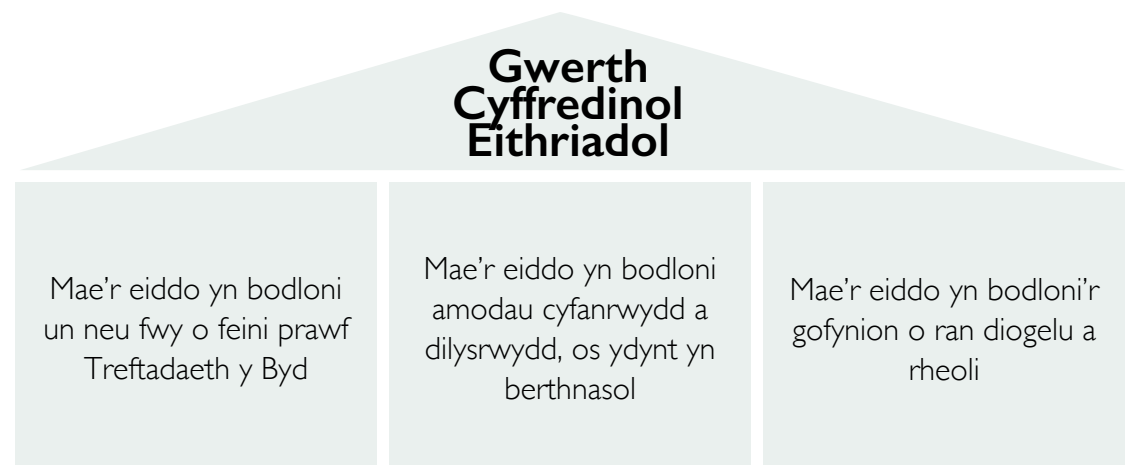 Gwerth
Cyffredinol
Eithriadol
Mae'r eiddo yn bodloni
un neu fwy o feini prawf
Treftadaeth y Byd
Mae'r eiddo yn bodloni
amodau cyfanrwydd a
dilysrwydd, os ydynt yn
berthnasol
Mae'r eiddo yn bodloni'r
gofynion o ran diogelu a
rheoli